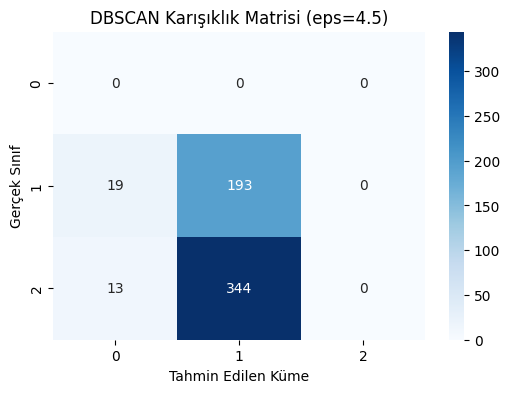 DBSCAN Karışıklık Matrisi (eps=4.5)
Gerçek Sınıf
0
0 0 0
1
19 193 0
2
13 344 0
0 1 2
Tahmin Edilen Küme
300
250
200
150
100
50
0